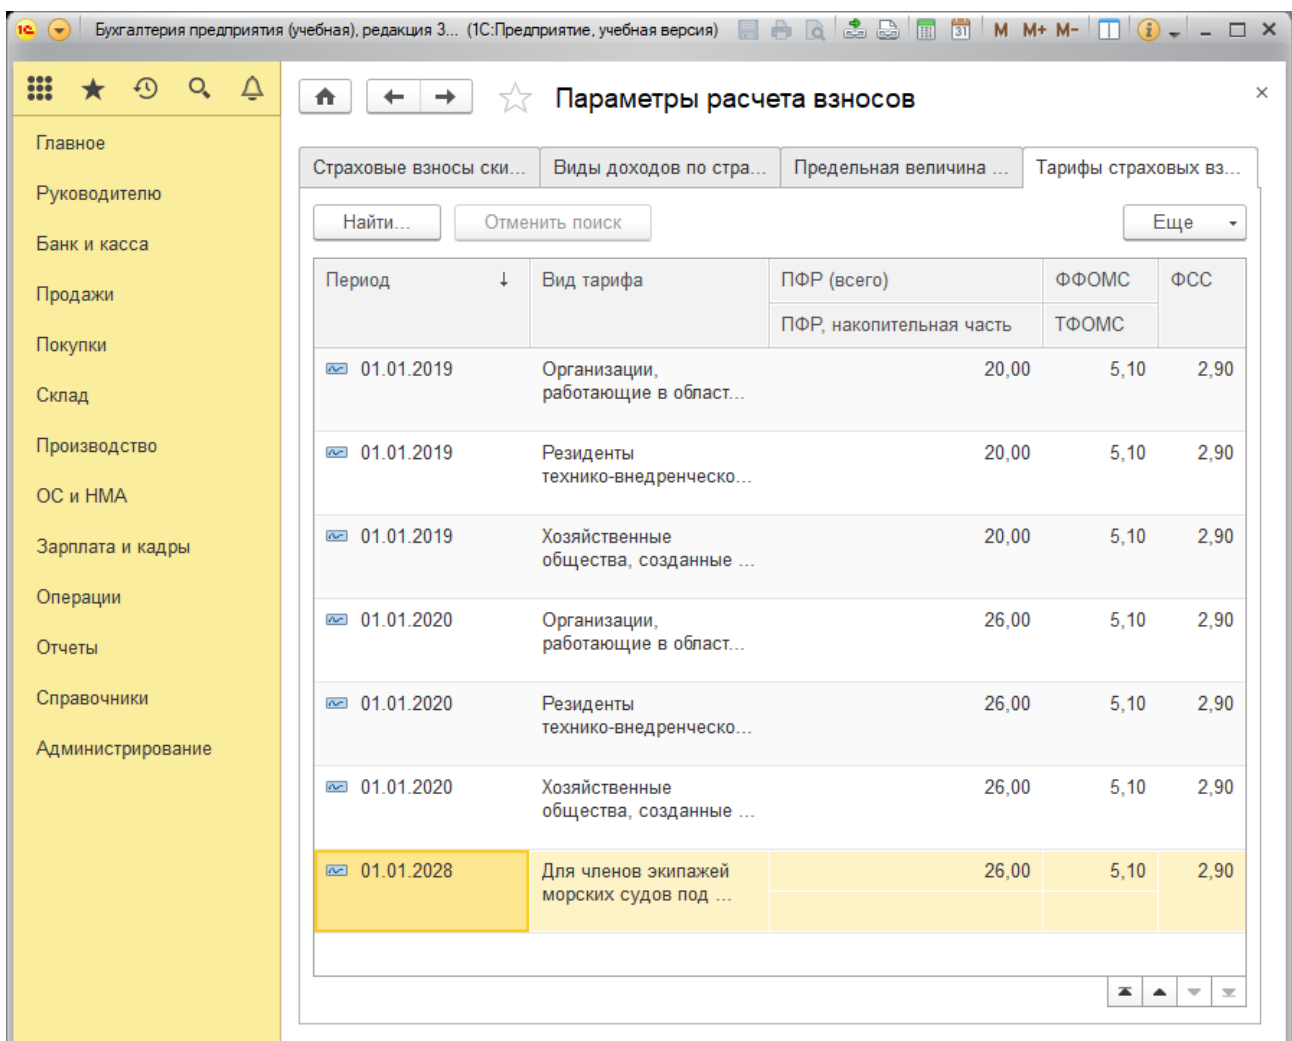 1С Бухгалтерия предприятия (учебная), редакция 3... (1С:Предприятие, учебная версия) 31 M M+ M-
Параметры расчета взносов
Главное
Руководителю
Банк и касса
Продажи
Покупки
Склад
Производство
ОС и НМА
Зарплата и кадры
Операции
Отчеты
Справочники
Администрирование
Страховые взносы ски... Виды доходов по стра... Предельная величина ... Тарифы страховых вз...
Найти... Отменить поиск Еще
Период ↓ Вид тарифа ПФР (всего) ФФОМС ФСС
ПФР, накопительная часть ТФОМС
01.01.2019 Организации, 20,00 5,10 2,90
работающие в област...
01.01.2019 Резиденты 20,00 5,10 2,90
технико-внедренческо...
01.01.2019 Хозяйственные 20,00 5,10 2,90
общества, созданные ...
01.01.2020 Организации, 26,00 5,10 2,90
работающие в област...
01.01.2020 Резиденты 26,00 5,10 2,90
технико-внедренческо...
01.01.2020 Хозяйственные 26,00 5,10 2,90
общества, созданные ...
01.01.2028 Для членов экипажей 26,00 5,10 2,90
морских судов под ...